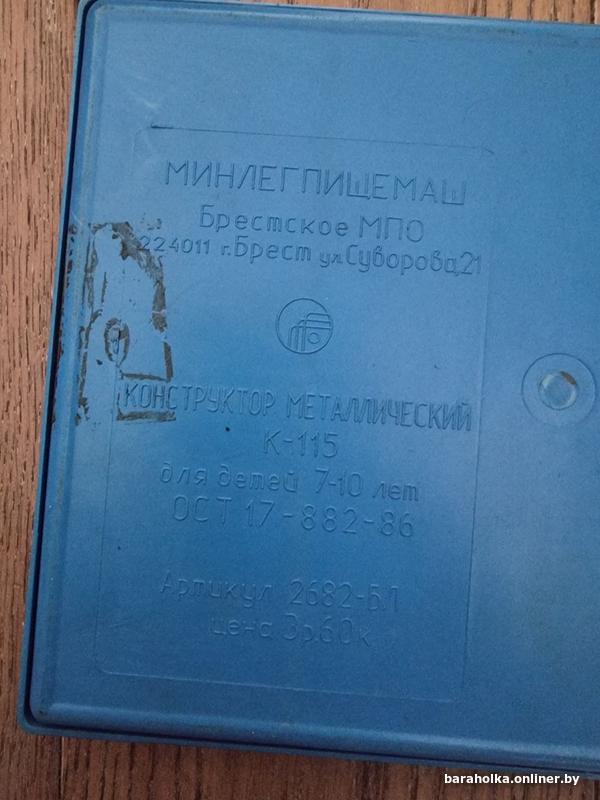 МИНЛЕГПИЩЕМАШ
Брестское МПО
224011 г. Брест ул. Суворова, 21
КОНСТРУКТОР МЕТАЛЛИЧЕСКИЙ
К-115
для детей 7-10 лет
ОСТ 17-882-86
Артикул 2682-БЛ
цена 3р.60к
baraholka.onliner.by